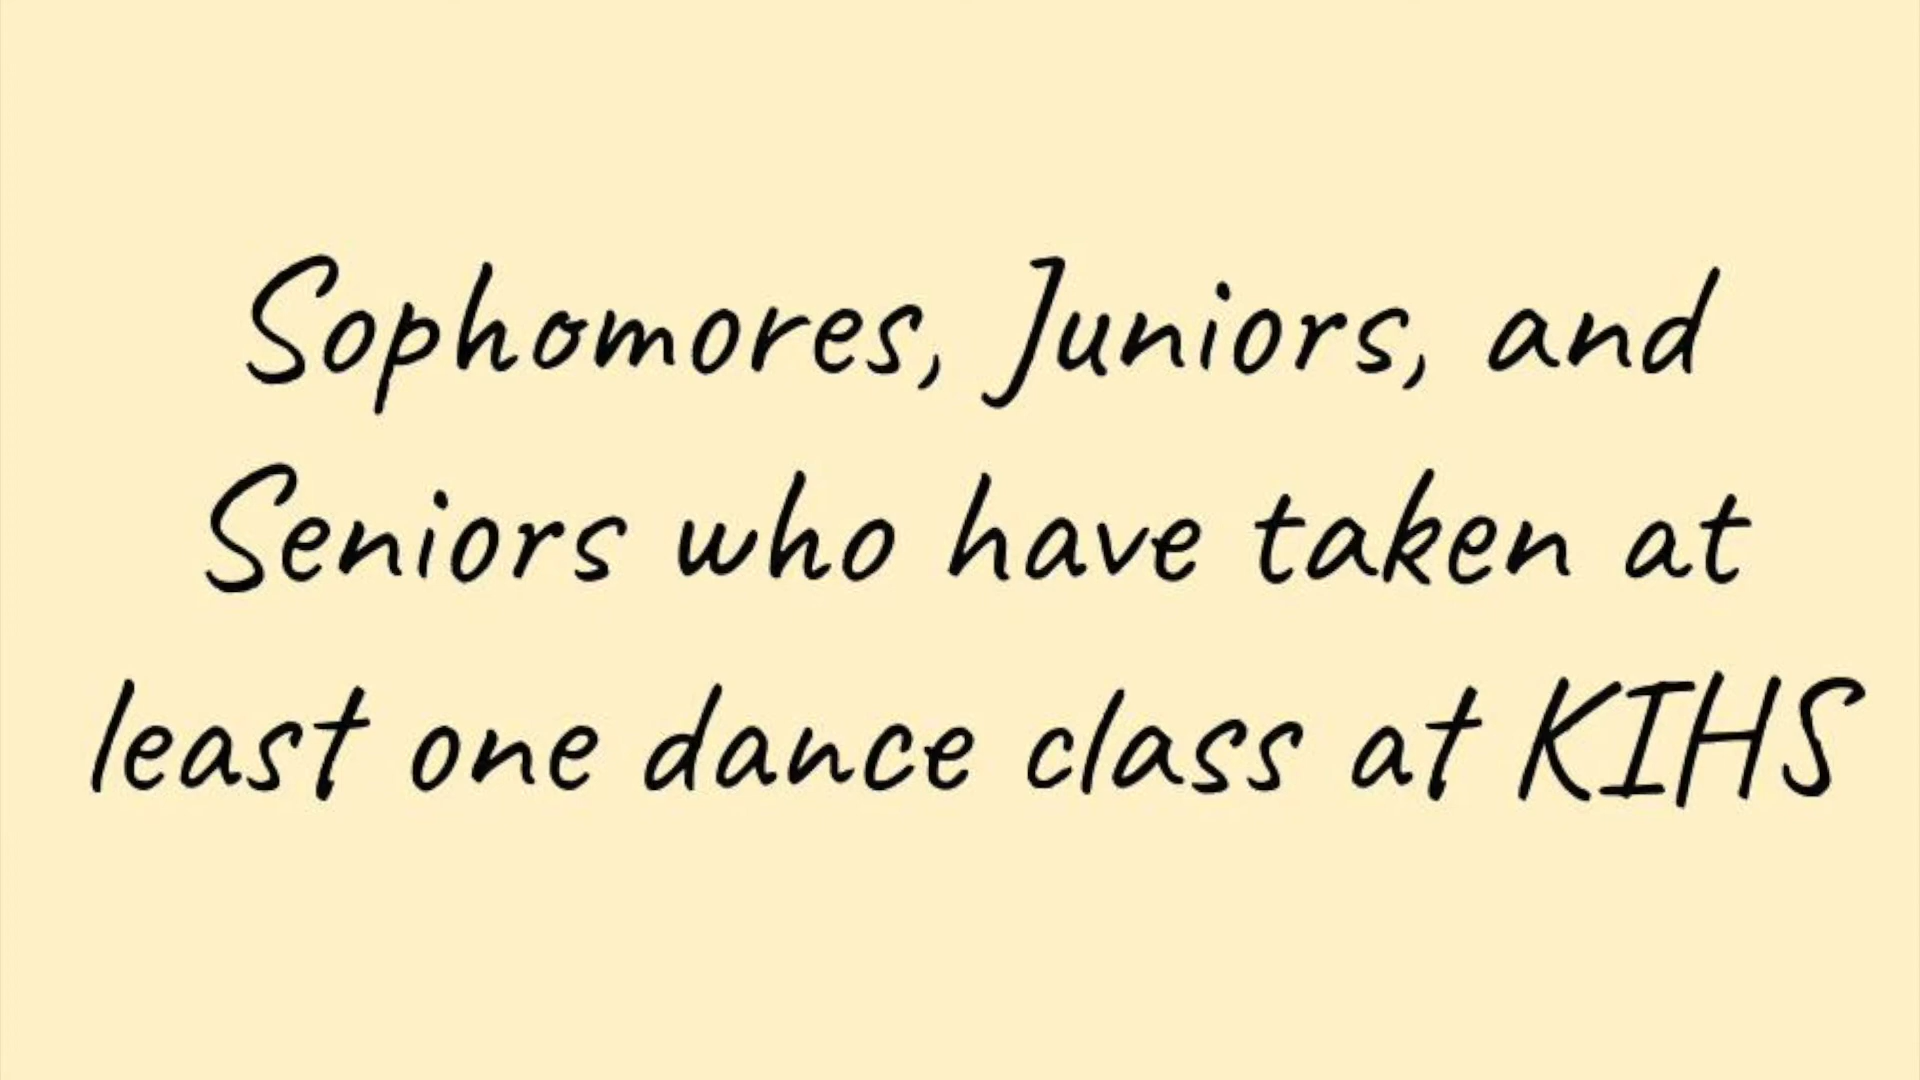 Sophomores, Juniors, and
Seniors who have taken at
least one dance class at KIHS